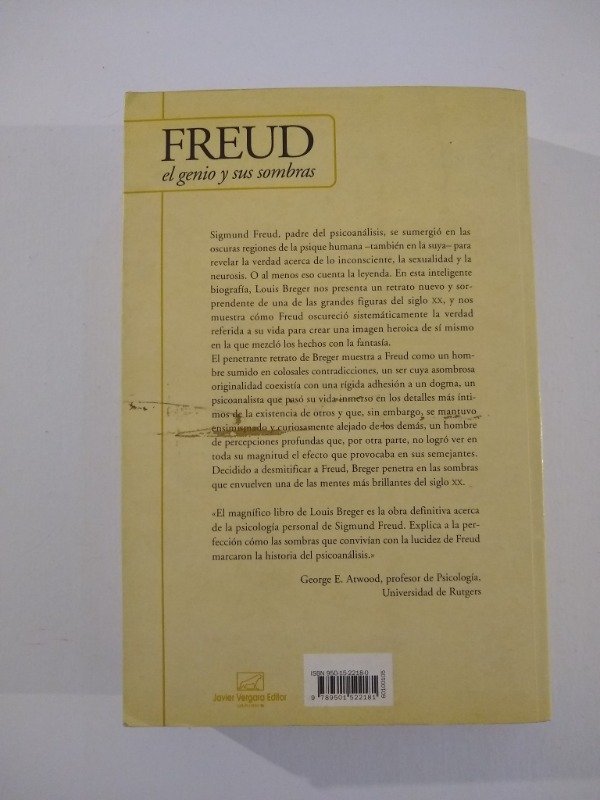 FREUD
el genio y sus sombras
Sigmund Freud, padre del psicoanálisis, se sumergió en las
oscuras regiones de la psique humana –también en la suya– para
revelar la verdad acerca de lo inconsciente, la sexualidad y la
neurosis. O al menos eso cuenta la leyenda. En esta inteligente
biografía, Louis Breger nos presenta un retrato nuevo y sor-
prendente de una de las grandes figuras del siglo XX, y nos
muestra cómo Freud oscureció sistemáticamente la verdad
referida a su vida para crear una imagen heroica de sí mismo
en la que mezcló los hechos con la fantasía.
El penetrante retrato de Breger muestra a Freud como un hom-
bre sumido en colosales contradicciones, un ser cuya asombrosa
originalidad coexistía con una rígida adhesión a un dogma, un
psicoanalista que pasó su vida inmerso en los detalles más ínti-
mos de la existencia de otros y que, sin embargo, se mantuvo
ensimismado y curiosamente alejado de los demás, un hombre
de percepciones profundas que, por otra parte, no logró ver en
toda su magnitud el efecto que provocaba en sus semejantes.
Decidido a desmitificar a Freud, Breger penetra en las sombras
que envuelven una de las mentes más brillantes del siglo XX.
«El magnífico libro de Louis Breger es la obra definitiva acerca
de la psicología personal de Sigmund Freud. Explica a la per-
fección cómo las sombras que convivían con la lucidez de Freud
marcaron la historia del psicoanálisis.»
George E. Atwood, profesor de Psicología,
Universidad de Rutgers
ISBN 950-15-2218-0
9 789501 522181
60100105
Javier Vergara Editor